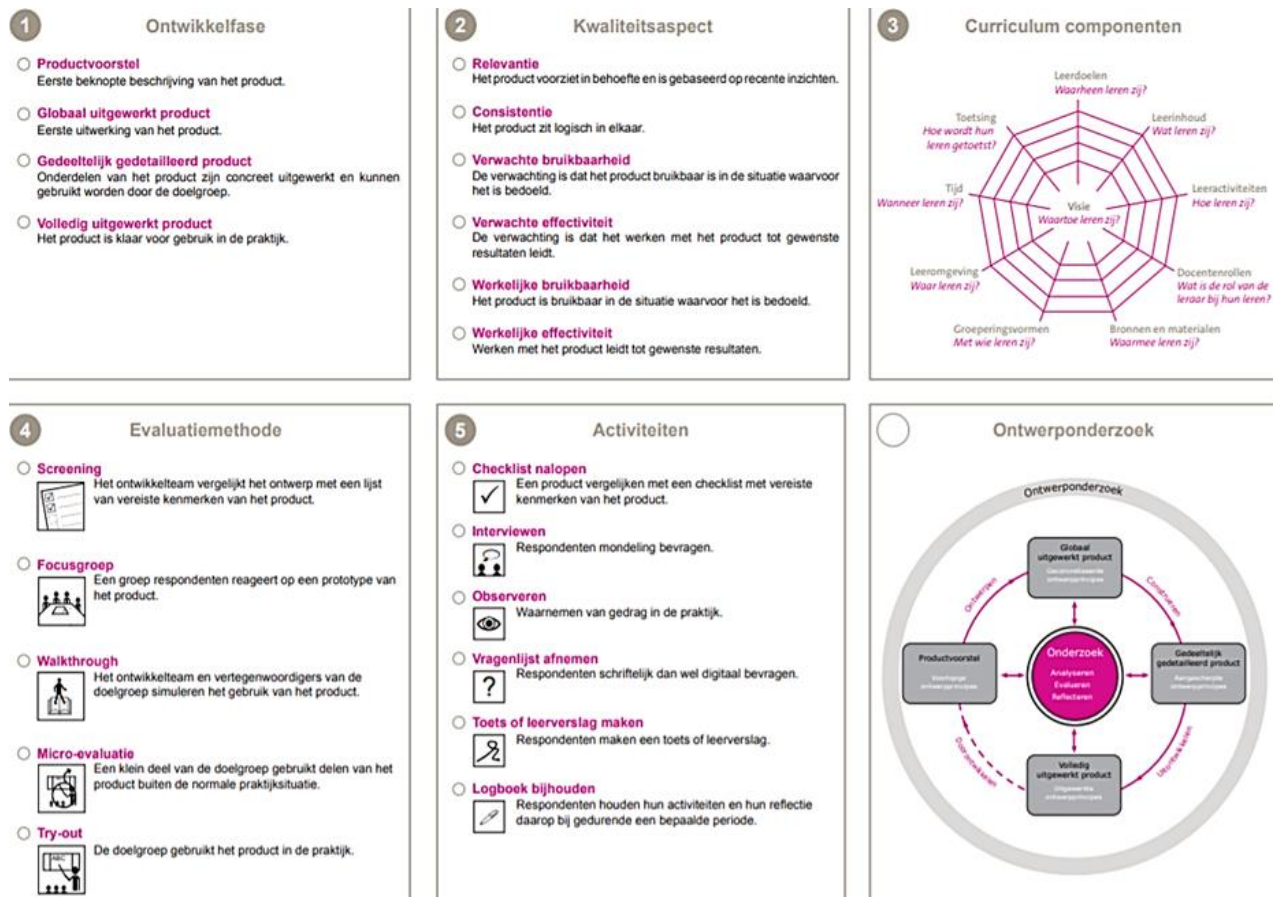 1 Ontwikkelfase
Productvoorstel
Eerste beknopte beschrijving van het product.
Globaal uitgewerkt product
Eerste uitwerking van het product.
Gedeeltelijk gedetailleerd product
Onderdelen van het product zijn concreet uitgewerkt en kunnen
gebruikt worden door de doelgroep.
Volledig uitgewerkt product
Het product is klaar voor gebruik in de praktijk.
2 Kwaliteitsaspect
Relevantie
Het product voorziet in behoefte en is gebaseerd op recente inzichten.
Consistentie
Het product zit logisch in elkaar.
Verwachte bruikbaarheid
De verwachting is dat het product bruikbaar is in de situatie waarvoor
het is bedoeld.
Verwachte effectiviteit
De verwachting is dat het werken met het product tot gewenste
resultaten leidt.
Werkelijke bruikbaarheid
Het product is bruikbaar in de situatie waarvoor het is bedoeld.
Werkelijke effectiviteit
Werken met het product leidt tot gewenste resultaten.
3 Curriculum componenten
Leerdoelen
Waarheen leren zij?
Leerinhoud
Wat leren zij?
Leeractiviteiten
Hoe leren zij?
Docentenrollen
Wat is de rol van de
leraar bij hun leren?
Bronnen en materialen
Waarmee leren zij?
Groeperingsvormen
Met wie leren zij?
Leeromgeving
Waar leren zij?
Tijd
Wanneer leren zij?
Toetsing
Hoe wordt hun
leren getoetst?
Visie
Waartoe leren zij?
4 Evaluatiemethode
Screening
Het ontwikkelteam vergelijkt het ontwerp met een lijst
van vereiste kenmerken van het product.
Focusgroep
Een groep respondenten reageert op een prototype van
het product.
Walkthrough
Het ontwikkelteam en vertegenwoordigers van de
doelgroep simuleren het gebruik van het product.
Micro-evaluatie
Een klein deel van de doelgroep gebruikt delen van het
product buiten de normale praktijksituatie.
Try-out
De doelgroep gebruikt het product in de praktijk.
ABC
5 Activiteiten
Checklist nalopen
Een product vergelijken met een checklist met vereiste
kenmerken van het product.
Interviewen
Respondenten mondeling bevragen.
Observeren
Waarnemen van gedrag in de praktijk.
Vragenlijst afnemen
?
Respondenten schriftelijk dan wel digitaal bevragen.
Toets of leerverslag maken
Respondenten maken een toets of leerverslag.
Logboek bijhouden
Respondenten houden hun activiteiten en hun reflectie
daarop bij gedurende een bepaalde periode.
Ontwerponderzoek
Ontwerponderzoek
Globaal
uitgewerkt product
Ontwerpen
Construeren
Productvoorstel
Voorlopige
ontwerpprincipes
Onderzoek
Analyseren
Evalueren
Reflecteren
Gedeeltelijk
gedetailleerd product
Aangescherpte
ontwerpprincipes
Doorontwikkelen
Uitontwikkelen
Volledig
uitgewerkt product
Uitgewerkte
ontwerpprincipes